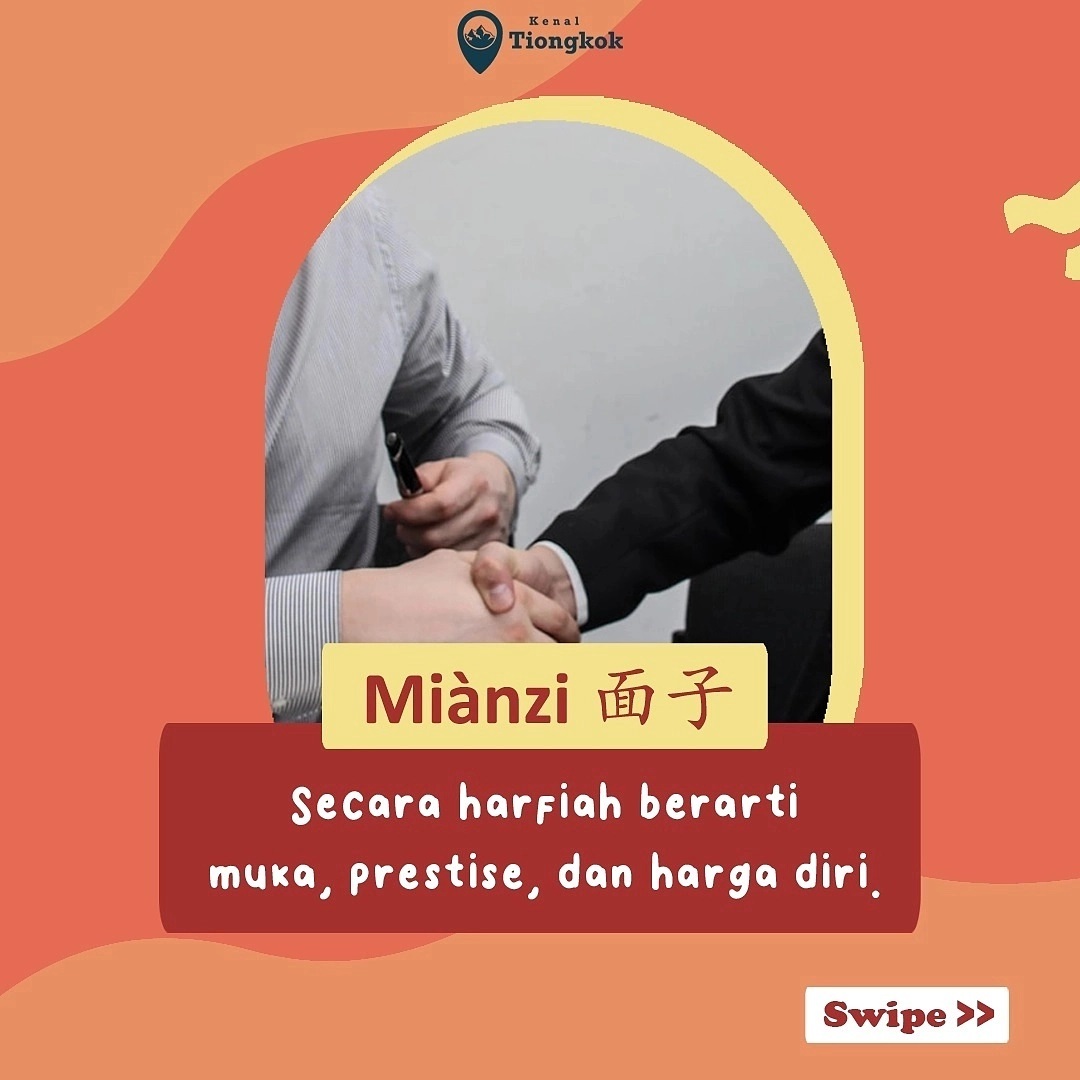 Kenal
Tiongkok
Miànzi 面子
Secara harfiah berarti
muka, prestise, dan harga diri.
Swipe >>